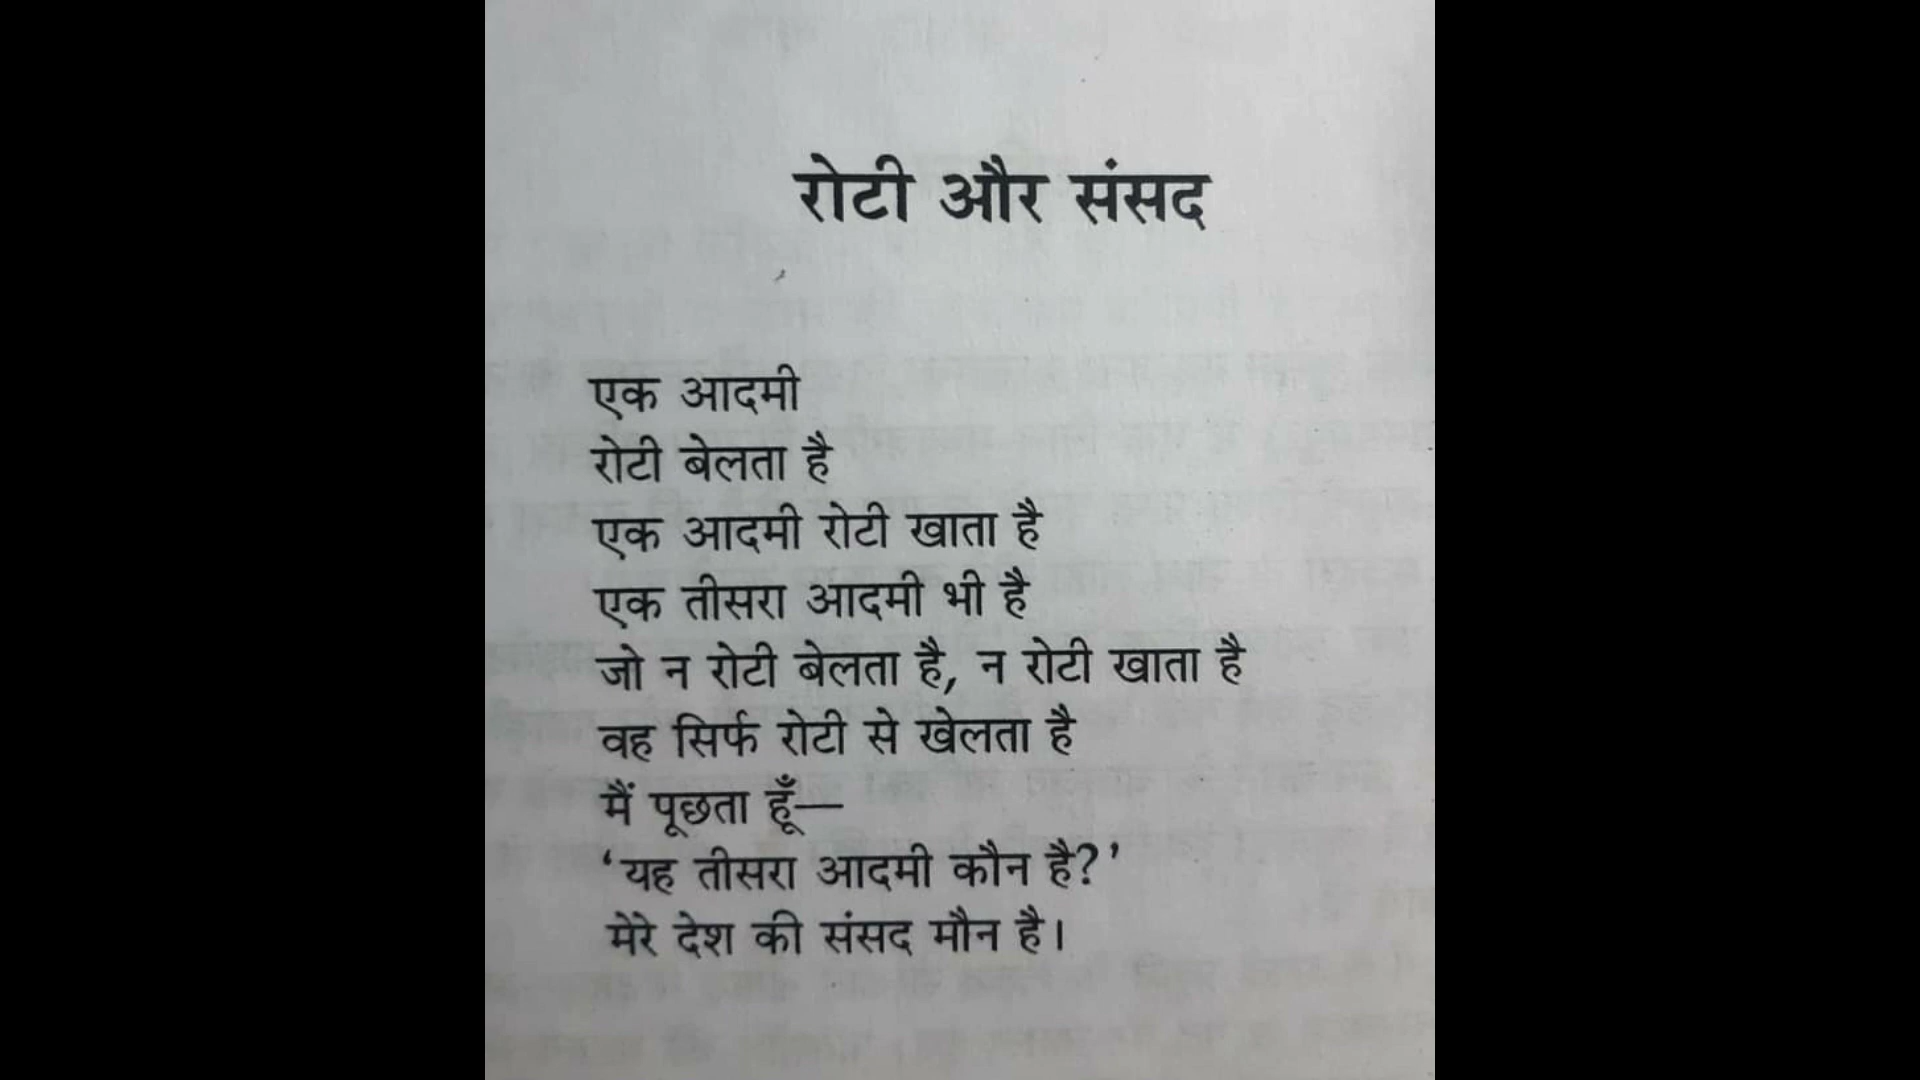 रोटी और संसद
एक आदमी
रोटी बेलता है
एक आदमी रोटी खाता है
एक तीसरा आदमी भी है
जो न रोटी बेलता है, न रोटी खाता है
वह सिर्फ रोटी से खेलता है
मैं पूछता हूँ—
‘यह तीसरा आदमी कौन है?’
मेरे देश की संसद मौन है।